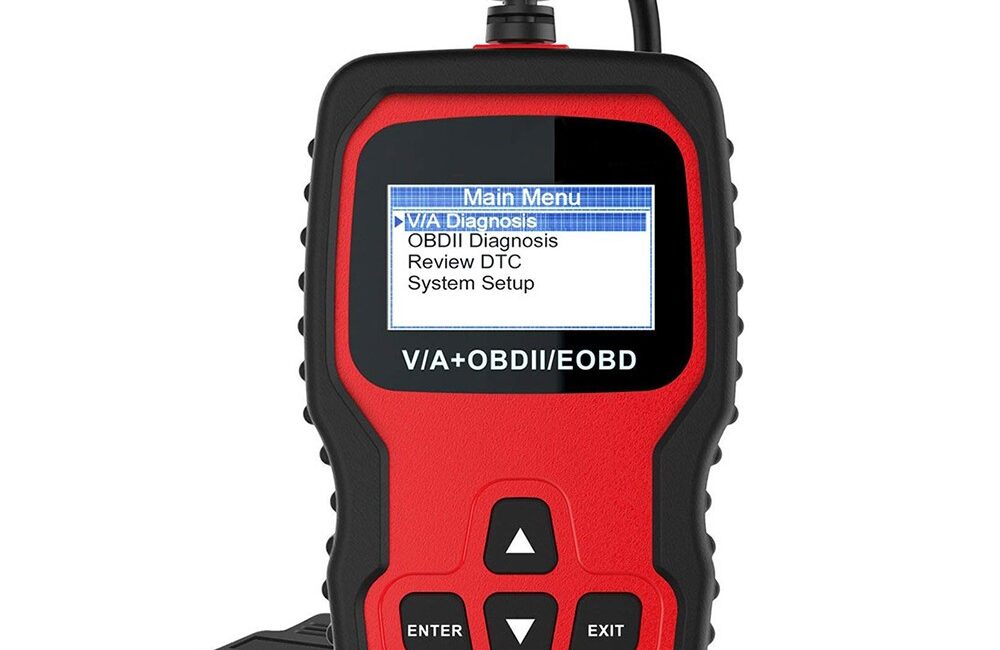 Main Menu
V/A Diagnosis
OBDII Diagnosis
Review DTC
System Setup
V/A+OBDII/EOBD
ENTER
EXIT